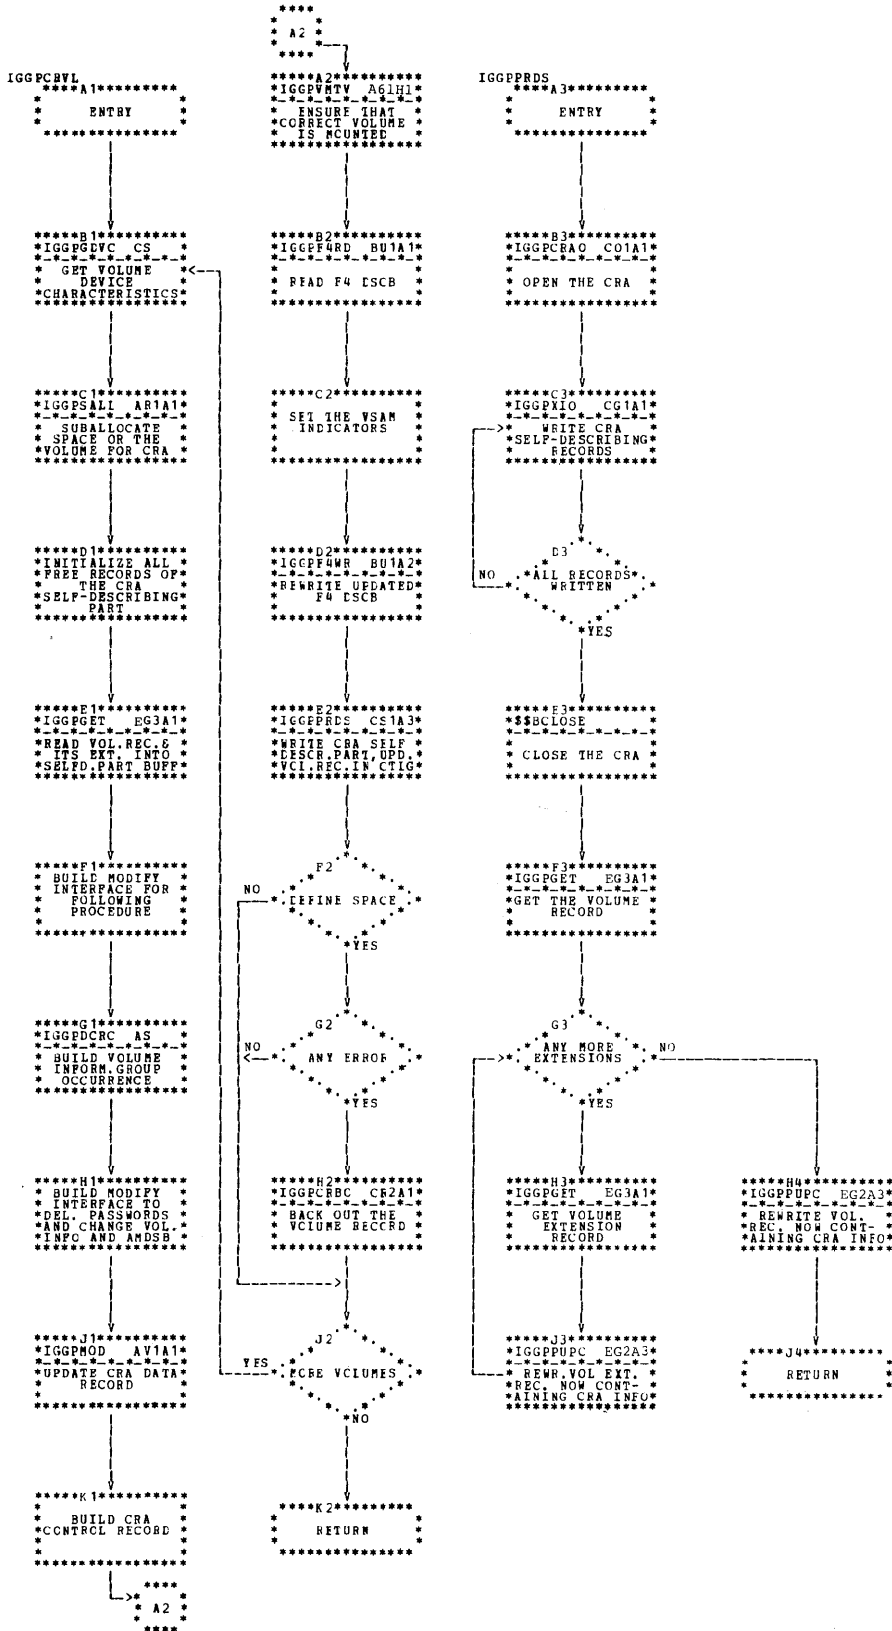 IGGPCBVL
A1
ENTRY
B1
IGGPGDVC CS
GET VOLUME
DEVICE
CHARACTERISTICS
C1
IGGPSALL AR1A1
SUBALLOCATE
SPACE OR THE
VOLUME FOR CRA
D1
INITIALIZE ALL
FREE RECORDS OF
THE CRA
SELF-DESCRIBING
PART
E1
IGGPGET EG3A1
READ VOL.REC.&
ITS EXT. INTO
SELFD.PART BUFF
F1
BUILD MODIFY
INTERFACE FOR
FOLLOWING
PROCEDURE
G1
IGGPDCRC AS
BUILD VOLUME
INFORM.GROUP
OCCURRENCE
H1
BUILD MODIFY
INTERFACE TO
DEL. PASSWORDS
AND CHANGE VOL.
INFO AND AMDSB
J1
IGGPMOD AV1A1
UPDATE CRA DATA
RECORD
K1
BUILD CRA
CONTROL RECORD
A2
A2
A2
IGGPVMTV A61H1
ENSURE THAT
CORRECT VOLUME
IS MOUNTED
B2
IGGPF4RD BU1A1
READ F4 DSCB
C2
SET THE VSAM
INDICATORS
D2
IGGPF4WR BU1A2
REWRITE UPDATED
F4 DSCB
E2
IGGPPRDS CS1A3
WRITE CRA SELF
DESCR.PART,UPD.
VCI.REC.IN CTIG
F2
DEFINE SPACE
NO
YES
G2
ANY ERROR
NO
YES
H2
IGGPCRBC CR2A1
BACK OUT THE
VOLUME RECORD
J2
MORE VOLUMES
YES
NO
K2
RETURN
IGGPPRDS
A3
ENTRY
B3
IGGPCRAO CO1A1
OPEN THE CRA
C3
IGGPXIO CG1A1
WRITE CRA
SELF-DESCRIBING
RECORDS
D3
ALL RECORDS
WRITTEN
NO
YES
E3
$$BCLOSE
CLOSE THE CRA
F3
IGGPGET EG3A1
GET THE VOLUME
RECORD
G3
ANY MORE
EXTENSIONS
NO
YES
H3
IGGPGET EG3A1
GET VOLUME
EXTENSION
RECORD
J3
IGGPPUPC EG2A3
REWR.VOL EXT.
REC. NOW CONT-
AINING CRA INFO
H4
IGGPPUPC EG2A3
REWRITE VOL.
REC. NOW CONT-
AINING CRA INFO
J4
RETURN